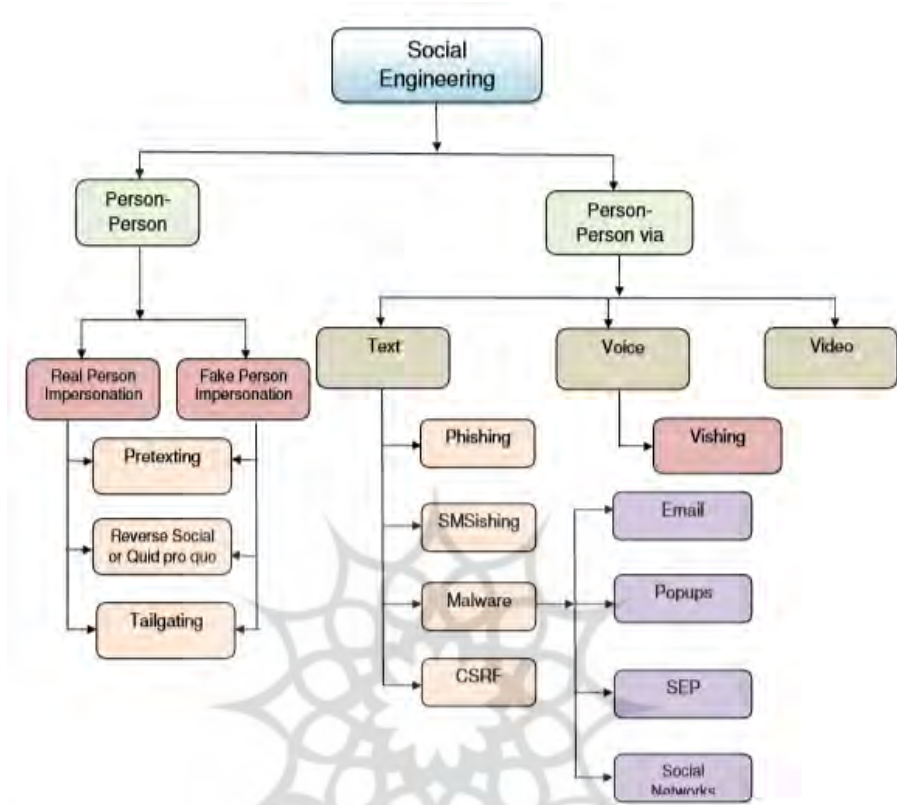 Social
Engineering
Person-
Person
Person-
Person via
Real Person
Impersonation
Fake Person
Impersonation
Text
Voice
Video
Pretexting
Reverse Social
or Quid pro quo
Tailgating
Phishing
SMSishing
Malware
CSRF
Vishing
Email
Popups
SEP
Social
Networks